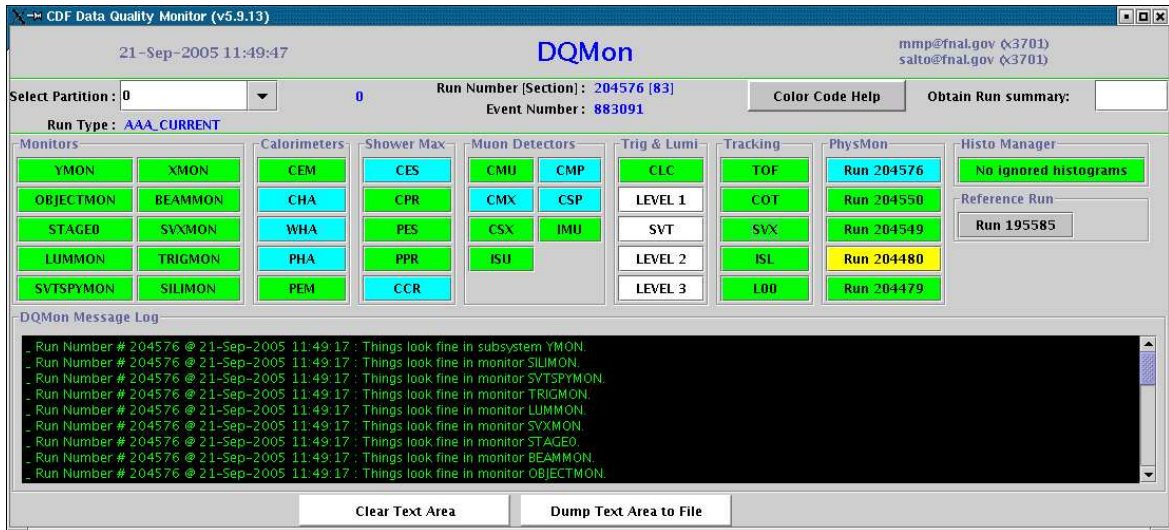 CDF Data Quality Monitor (v5.9.13)
21-Sep-2005 11:49:47
DQMon
mmp@fnal.gov (x3701)
salto@fnal.gov (x3701)
Select Partition : 0
0
Run Number [Section] : 204576 [83]
Event Number : 883091
Color Code Help
Obtain Run summary:
Run Type : AAA_CURRENT
Monitors Calorimeters Shower Max Muon Detectors Trig & Lumi Tracking PhysMon Histo Manager
YMON XMON CEM CES CMU CMP CLC TOF Run 204576 No ignored histograms
OBJECTMON BEAMMON CHA CPR CMX CSP LEVEL 1 COT Run 204550 Reference Run
STAGE0 SVXMON WHA PES CSX IMU SVT SVX Run 204549 Run 195585
LUMMON TRIGMON PHA PPR ISU LEVEL 2 ISL Run 204480
SVTSPYMON SILIMON PEM CCR LEVEL 3 L00 Run 204479
DQMon Message Log
_ Run Number # 204576 @ 21-Sep-2005 11:49:17 : Things look fine in subsystem YMON.
_ Run Number # 204576 @ 21-Sep-2005 11:49:17 : Things look fine in monitor SILIMON.
_ Run Number # 204576 @ 21-Sep-2005 11:49:17 : Things look fine in monitor SVTSPYMON.
_ Run Number # 204576 @ 21-Sep-2005 11:49:17 : Things look fine in monitor TRIGMON.
_ Run Number # 204576 @ 21-Sep-2005 11:49:17 : Things look fine in monitor LUMMON.
_ Run Number # 204576 @ 21-Sep-2005 11:49:17 : Things look fine in monitor SVXMON.
_ Run Number # 204576 @ 21-Sep-2005 11:49:17 : Things look fine in monitor STAGE0.
_ Run Number # 204576 @ 21-Sep-2005 11:49:17 : Things look fine in monitor BEAMMON.
_ Run Number # 204576 @ 21-Sep-2005 11:49:17 : Things look fine in monitor OBJECTMON.
Clear Text Area
Dump Text Area to File